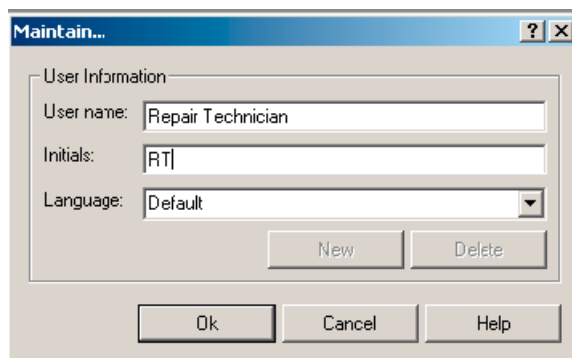 Maintain...
User Information
User name: Repair Technician
Initials: RT
Language: Default
New Delete
Ok Cancel Help